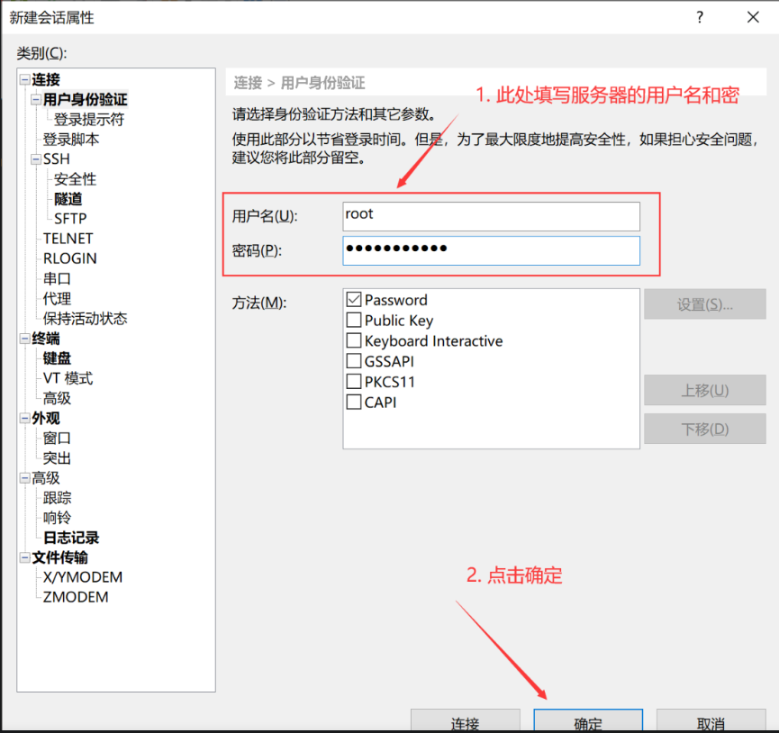 新建会话属性
类别(C):
连接
用户身份验证
登录提示符
登录脚本
SSH
安全性
隧道
SFTP
TELNET
RLOGIN
串口
代理
保持活动状态
终端
键盘
VT 模式
高级
外观
窗口
突出
高级
跟踪
响铃
日志记录
文件传输
X/YMODEM
ZMODEM
连接 > 用户身份验证
1. 此处填写服务器的用户名和密
请选择身份验证方法和其它参数。
使用此部分以节省登录时间。但是，为了最大限度地提高安全性，如果担心安全问题，
建议您将此部分留空。
用户名(U):
root
密码(P):
●●●●●●●●●●●
方法(M):
Password
Public Key
Keyboard Interactive
GSSAPI
PKCS11
CAPI
设置(S)...
上移(U)
下移(D)
2. 点击确定
连接
确定
取消